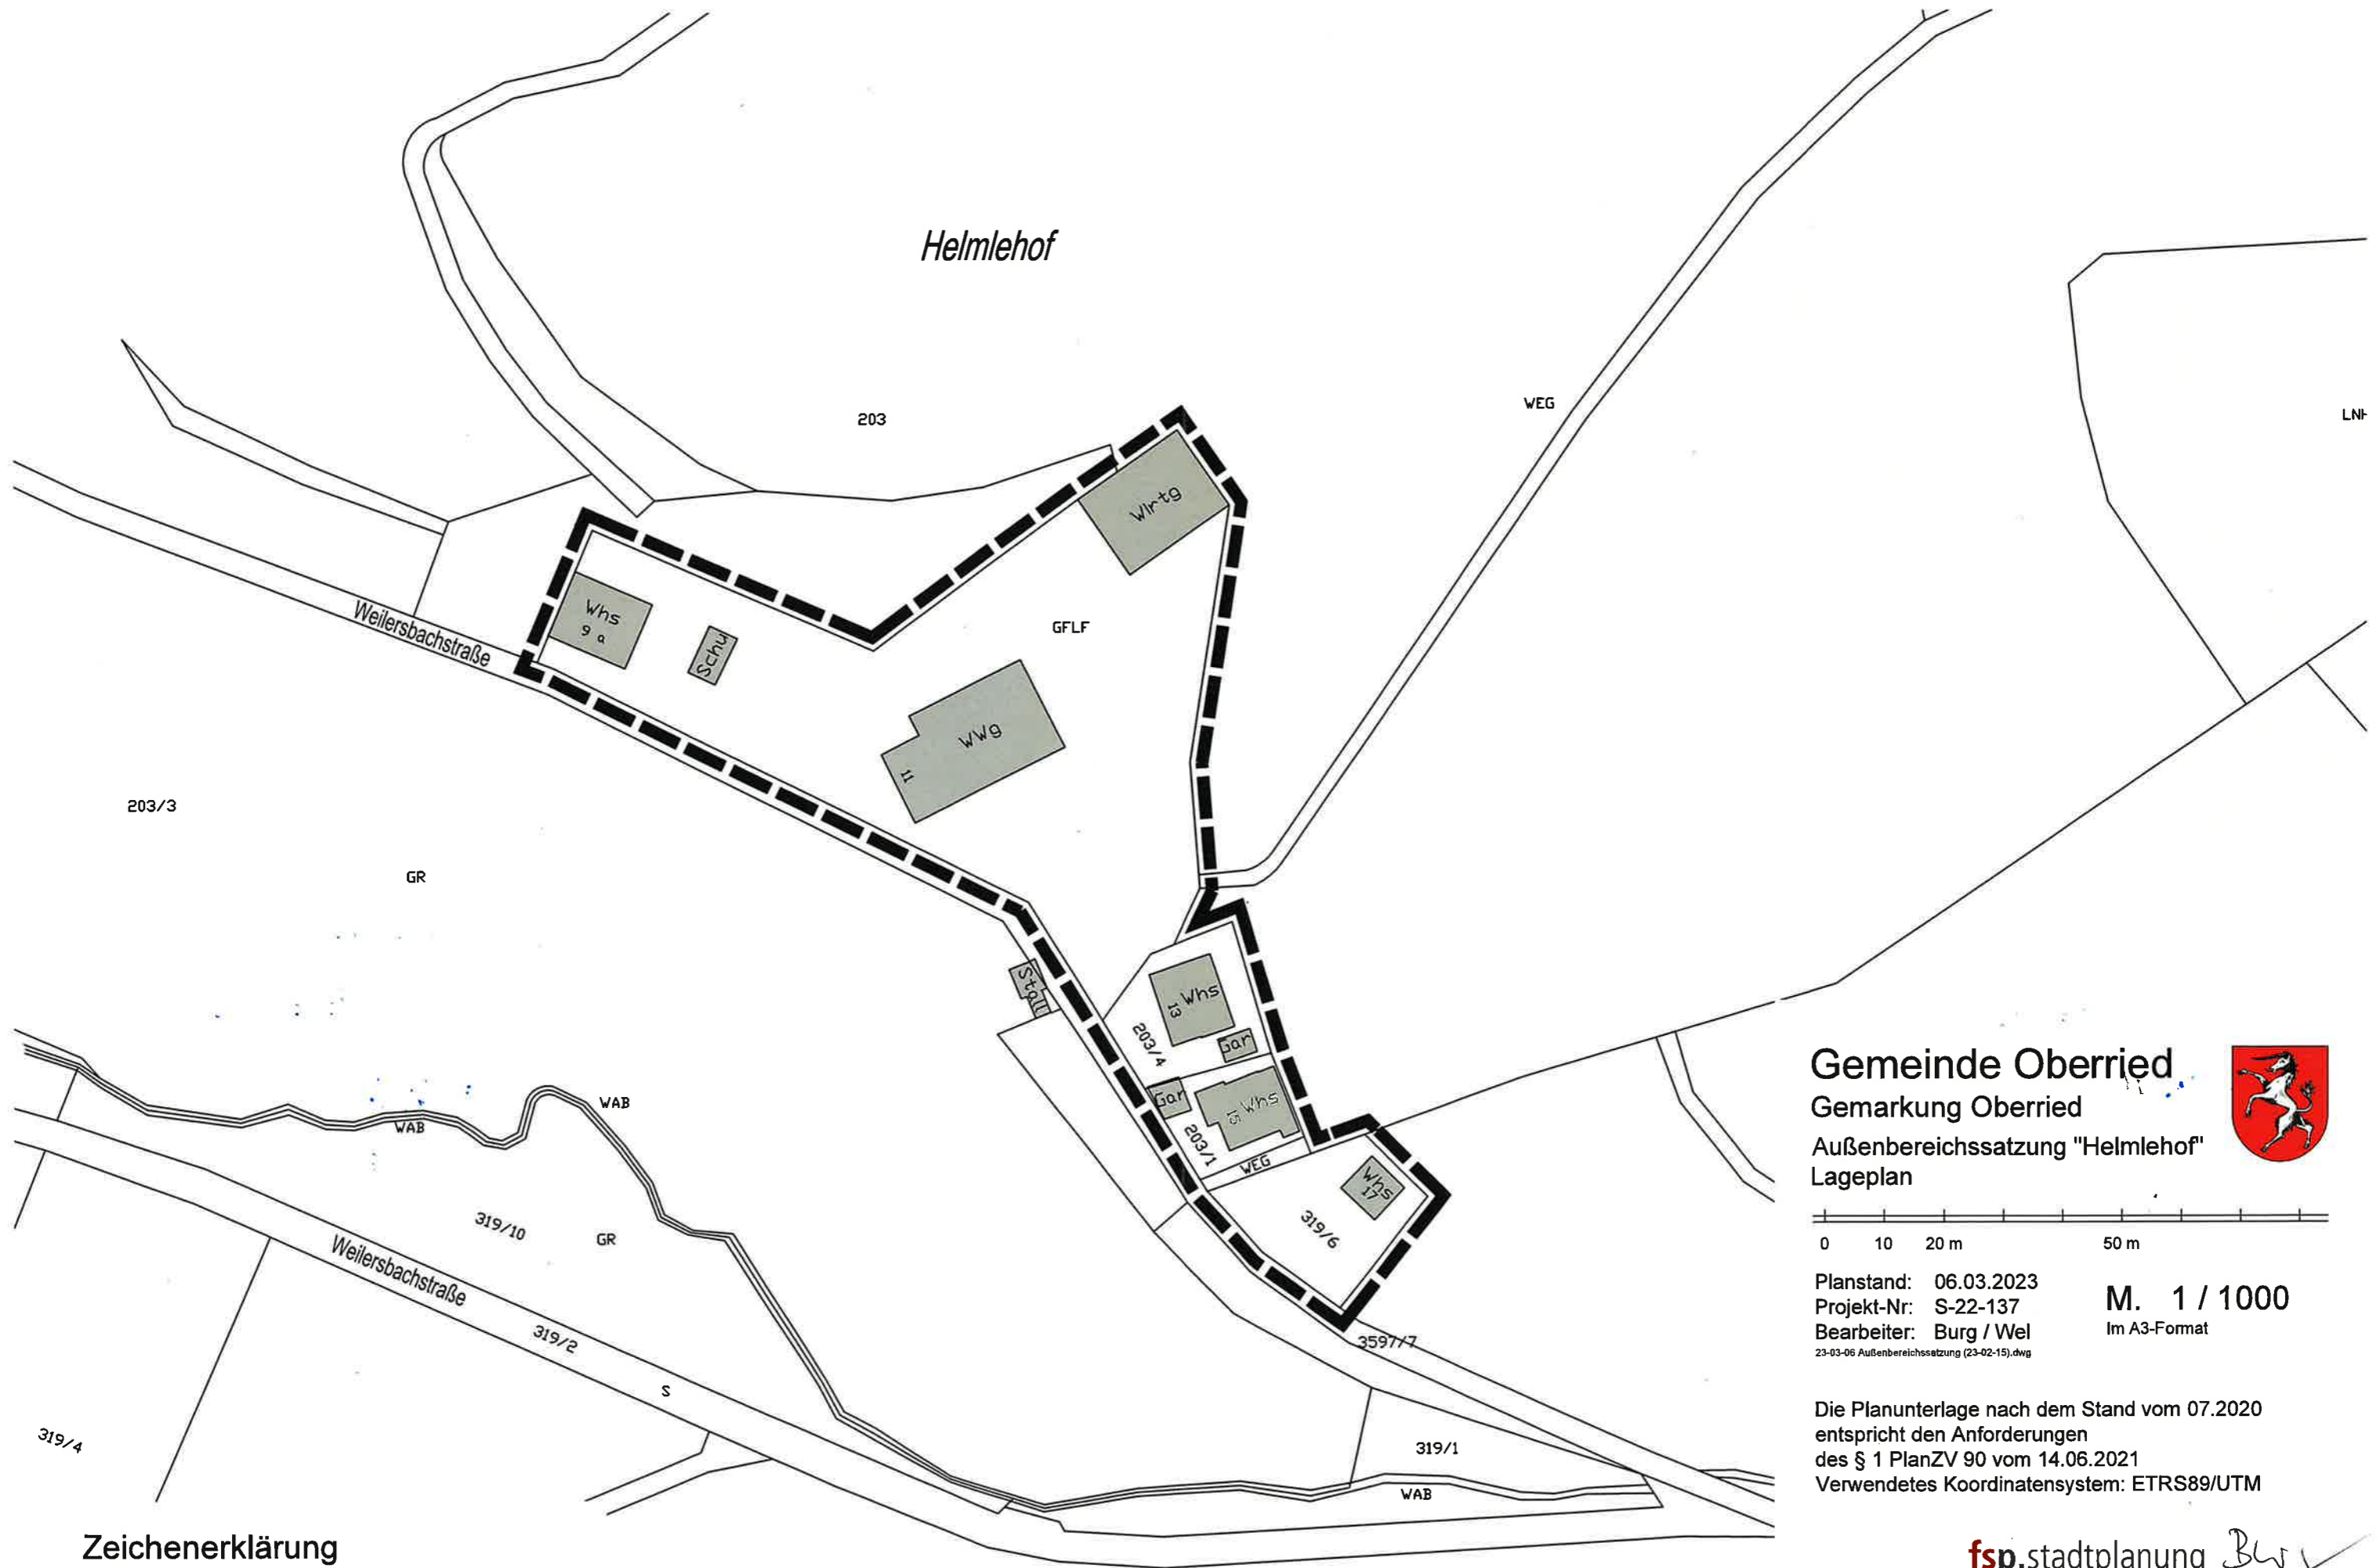 Helmlehof
203
WEG
LNH
Wirtg
Weilersbachstraße
Whs
9 a
Schu
GFLF
WWg
11
203/3
GR
Stall
Whs
13
203/4
Gar
Gar
Whs
15
203/1
WEG
Whs
17
319/6
WAB
WAB
319/10
GR
Weilersbachstraße
319/2
S
3597/7
319/4
319/1
WAB
Gemeinde Oberried
Gemarkung Oberried
Außenbereichssatzung "Helmlehof"
Lageplan
0 10 20 m 50 m
Planstand: 06.03.2023
Projekt-Nr: S-22-137
Bearbeiter: Burg / Wel
23-03-06 Außenbereichssatzung (23-02-15).dwg
M. 1 / 1000
Im A3-Format
Die Planunterlage nach dem Stand vom 07.2020
entspricht den Anforderungen
des § 1 PlanZV 90 vom 14.06.2021
Verwendetes Koordinatensystem: ETRS89/UTM
Zeichenerklärung
fsp.stadtplanung